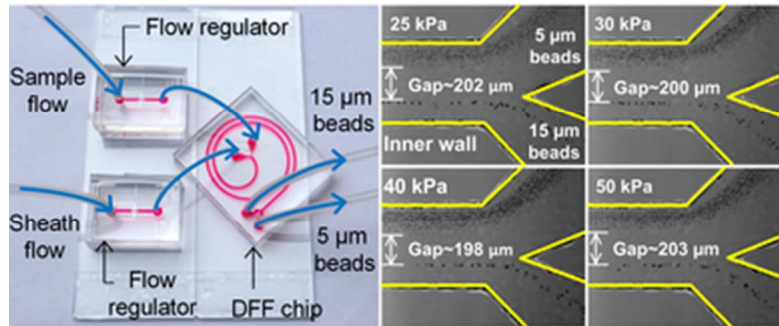 Flow regulator
Sample
flow
15 µm
beads
Sheath
flow
5 µm
beads
Flow
regulator
DFF chip
25 kPa
5 µm
beads
Gap~202 µm
15 µm
beads
Inner wall
30 kPa
Gap~200 µm
40 kPa
Gap~198 µm
50 kPa
Gap~203 µm